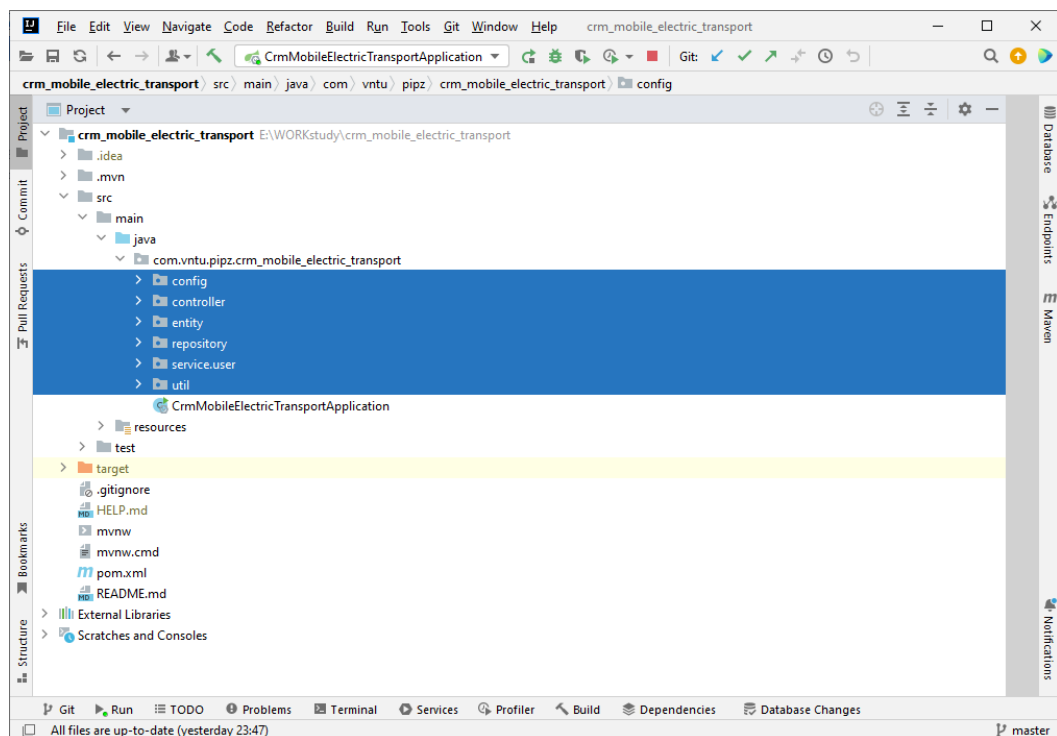 File Edit View Navigate Code Refactor Build Run Tools Git Window Help crm_mobile_electric_transport
CrmMobileElectricTransportApplication Git:
crm_mobile_electric_transport src main java com vntu pipz crm_mobile_electric_transport config
Project
crm_mobile_electric_transport E:\WORKstudy\crm_mobile_electric_transport
.idea
.mvn
src
main
java
com.vntu.pipz.crm_mobile_electric_transport
config
controller
entity
repository
service.user
util
CrmMobileElectricTransportApplication
resources
test
target
.gitignore
HELP.md
mvnw
mvnw.cmd
pom.xml
README.md
External Libraries
Scratches and Consoles
Project
Commit
Pull Requests
Bookmarks
Structure
Database
Endpoints
Maven
Notifications
Git Run TODO Problems Terminal Services Profiler Build Dependencies Database Changes
All files are up-to-date (yesterday 23:47) master